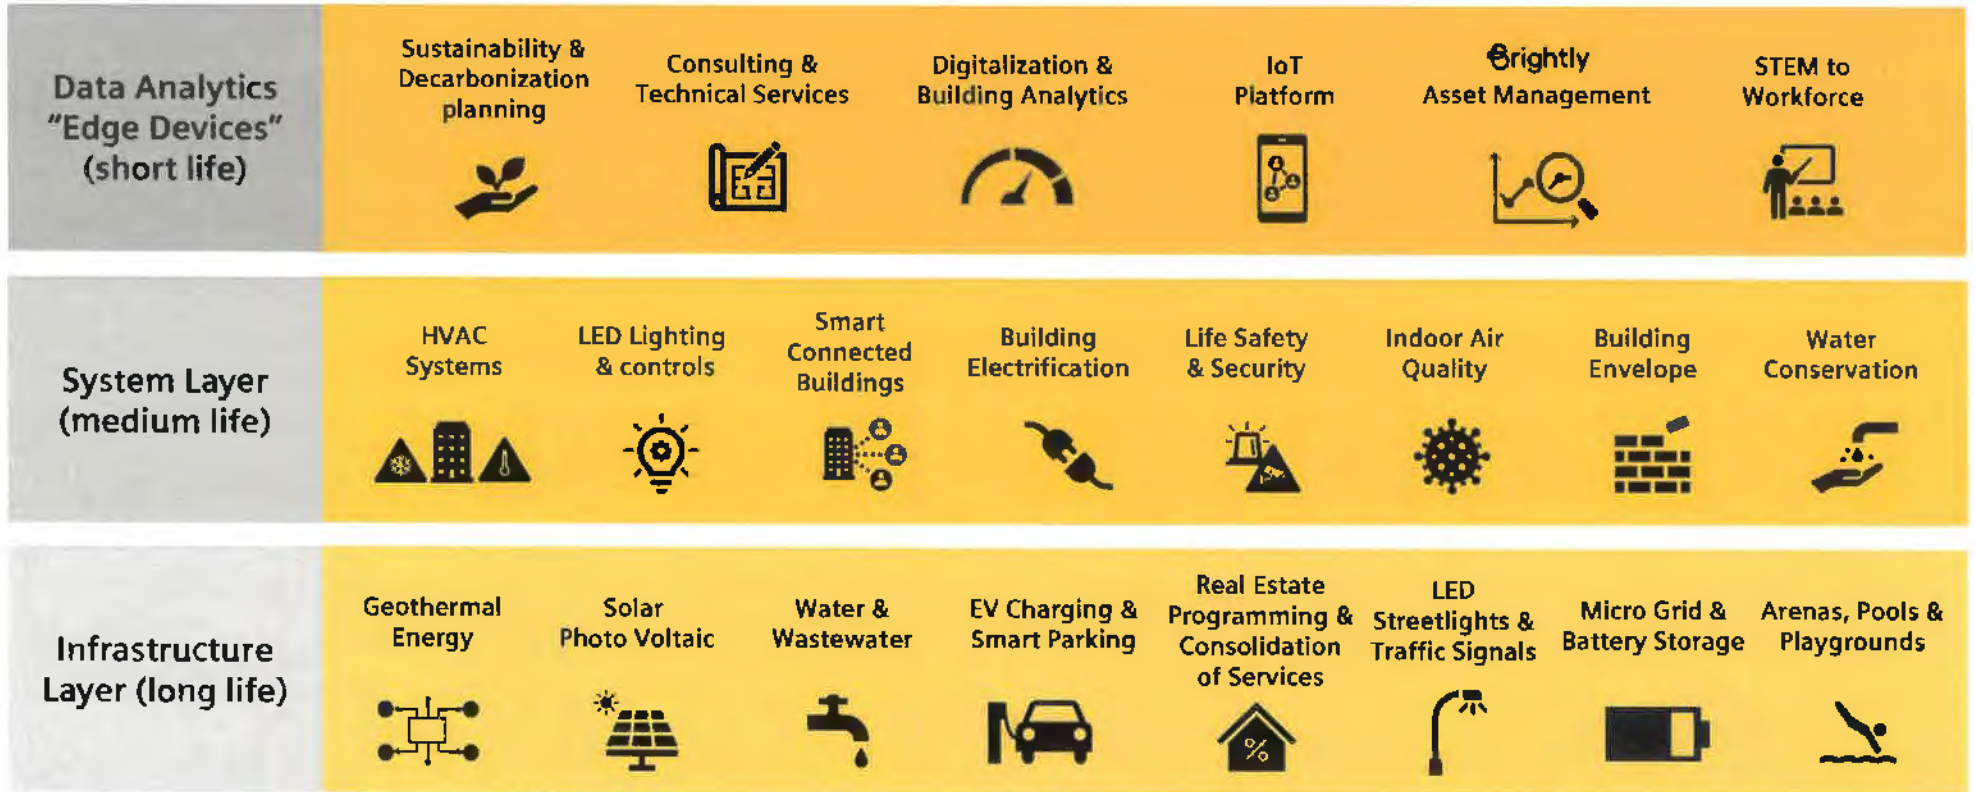 Data Analytics
"Edge Devices"
(short life)
Sustainability &
Decarbonization
planning
Consulting &
Technical Services
Digitalization &
Building Analytics
IoT
Platform
Brightly
Asset Management
STEM to
Workforce
System Layer
(medium life)
HVAC
Systems
LED Lighting
& controls
Smart
Connected
Buildings
Building
Electrification
Life Safety
& Security
Indoor Air
Quality
Building
Envelope
Water
Conservation
Infrastructure
Layer (long life)
Geothermal
Energy
Solar
Photo Voltaic
Water &
Wastewater
EV Charging &
Smart Parking
Real Estate
Programming &
Consolidation
of Services
LED
Streetlights &
Traffic Signals
Micro Grid &
Battery Storage
Arenas, Pools &
Playgrounds
%